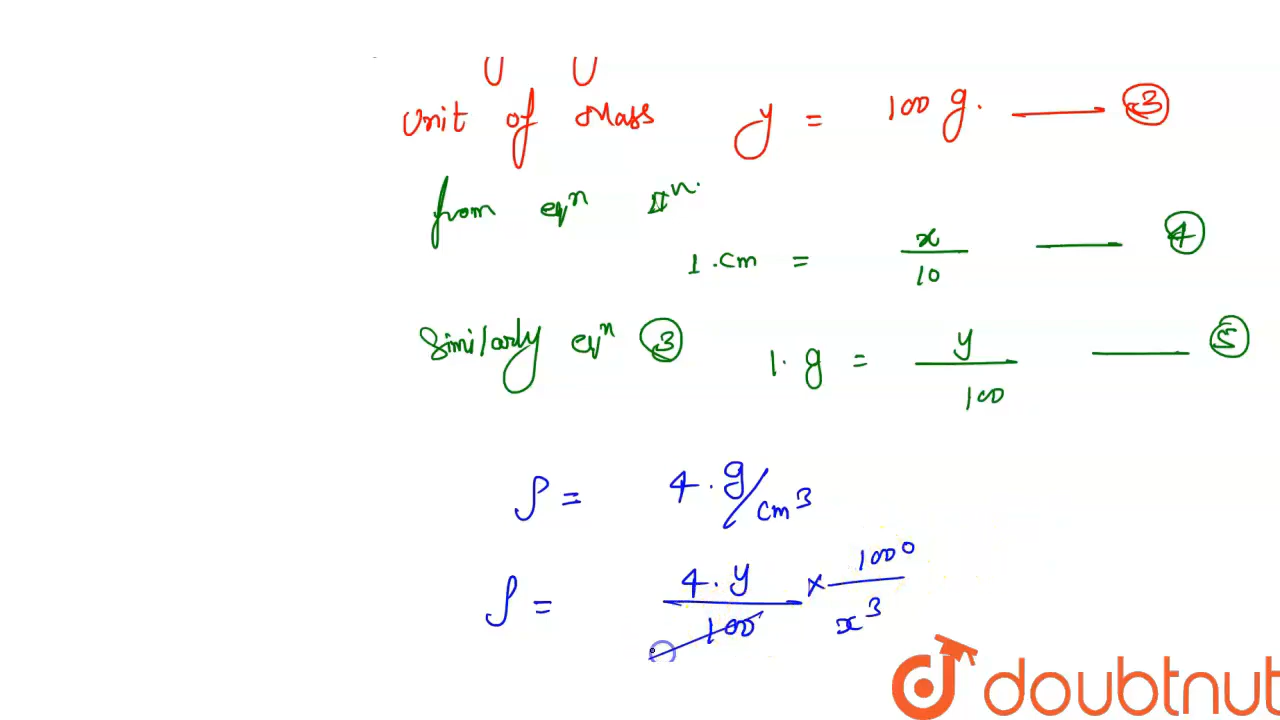 Unit of Mass y = 100 g. —— 3
from eqn IInd.
1. cm = x/10 —— 4
Similarly eqn 3 1. g = y/100 —— 5
ρ = 4. g/cm³
ρ = 4. y/100 × 1000/x³
doubtnut